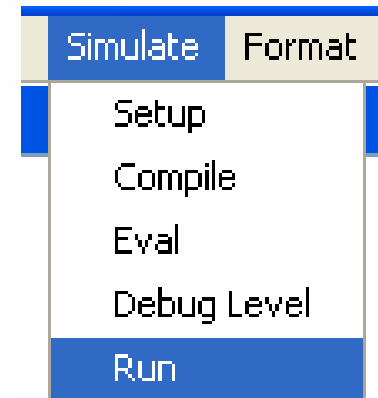 Simulate Format
Setup
Compile
Eval
Debug Level
Run